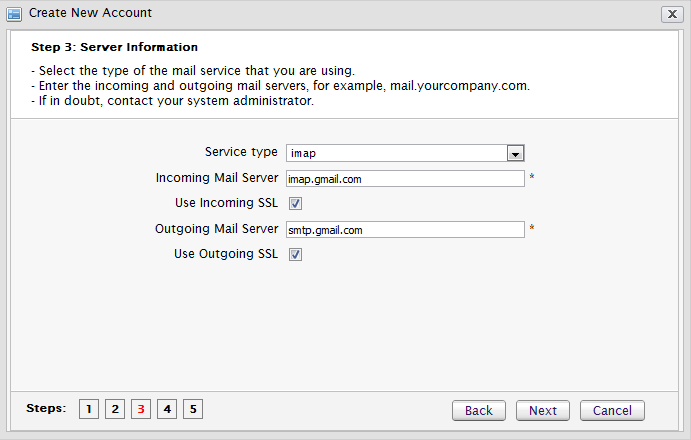 Create New Account
Step 3: Server Information
- Select the type of the mail service that you are using.
- Enter the incoming and outgoing mail servers, for example, mail.yourcompany.com.
- If in doubt, contact your system administrator.
Service type imap
Incoming Mail Server imap.gmail.com *
Use Incoming SSL
Outgoing Mail Server smtp.gmail.com *
Use Outgoing SSL
Steps: 1 2 3 4 5 Back Next Cancel